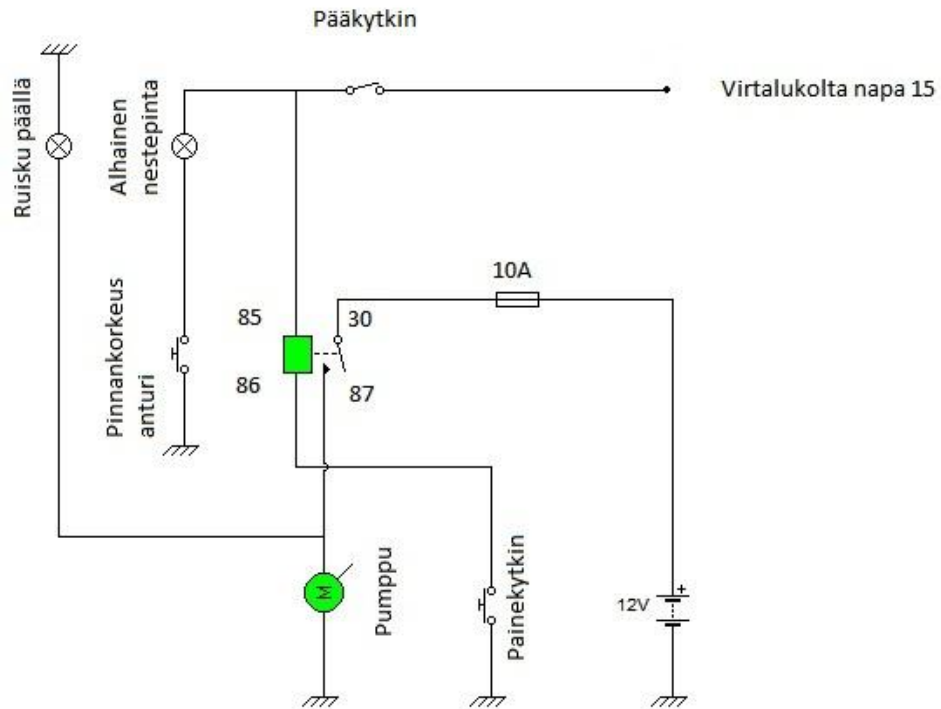 Pääkytkin
Virtalukolta napa 15
Ruisku päällä
Alhainen
nestepinta
10A
85
30
86
87
Pinnankorkeus
anturi
M
Pumppu
Painekytkin
12V
+